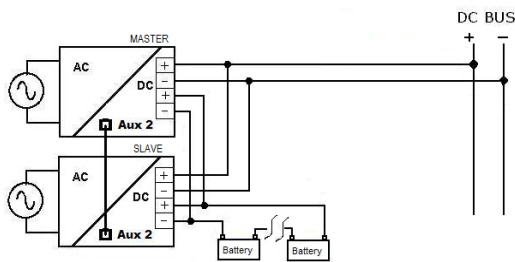 DC BUS
+ −
MASTER
AC
+
−
DC
+
−
Aux 2
SLAVE
AC
+
−
DC
+
−
Aux 2
Battery
Battery